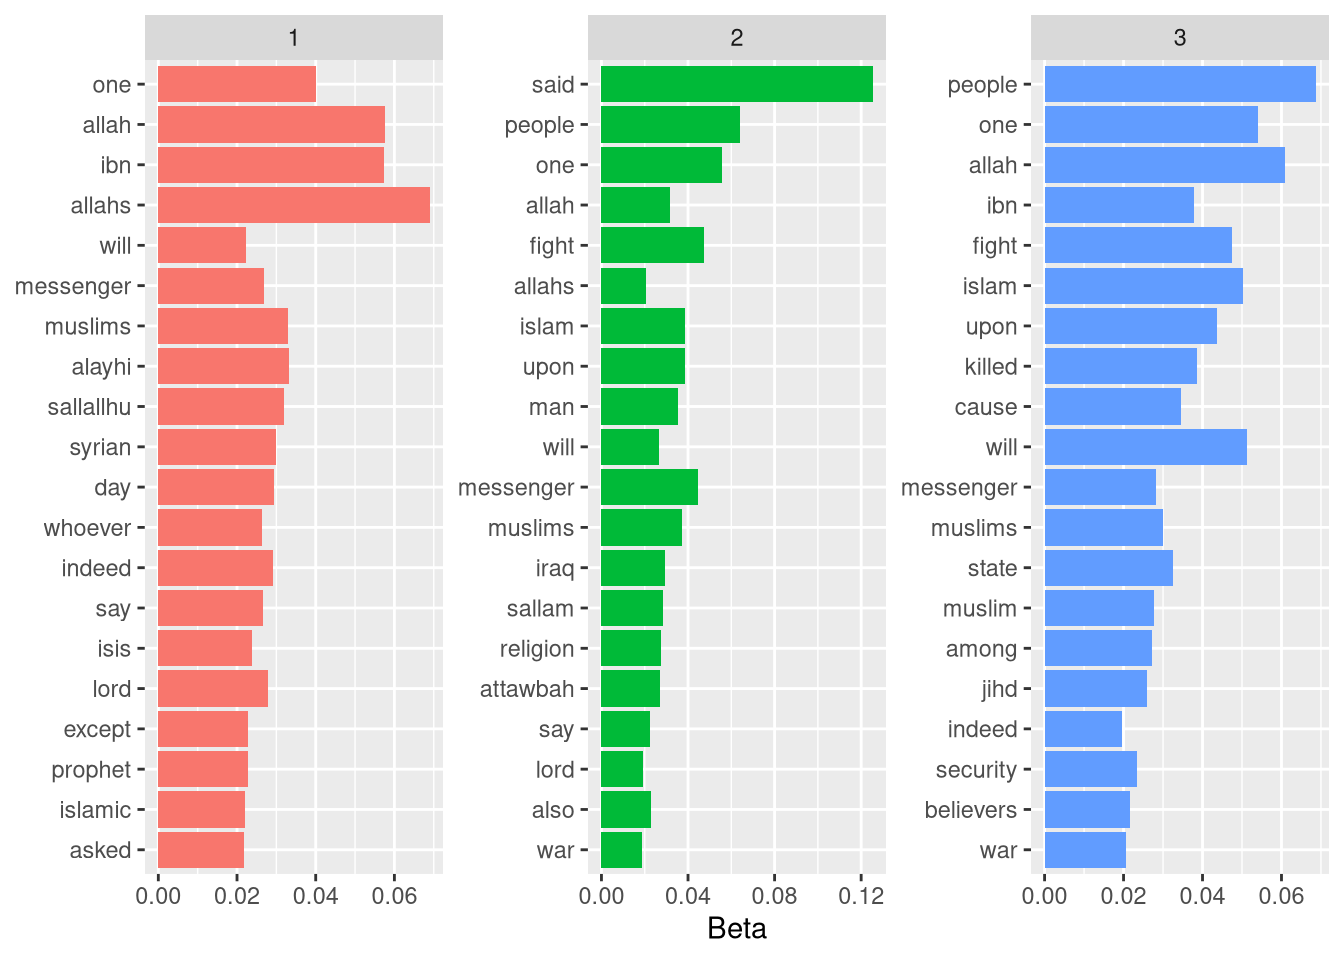 1
one
allah
ibn
allahs
will
messenger
muslims
alayhi
sallallhu
syrian
day
whoever
indeed
say
isis
lord
except
prophet
islamic
asked
0.00 0.02 0.04 0.06
2
said
people
one
allah
fight
allahs
islam
upon
man
will
messenger
muslims
iraq
sallam
religion
attawbah
say
lord
also
war
0.00 0.04 0.08 0.12
3
people
one
allah
ibn
fight
islam
upon
killed
cause
will
messenger
muslims
state
muslim
among
jihd
indeed
security
believers
war
0.00 0.02 0.04 0.06
Beta